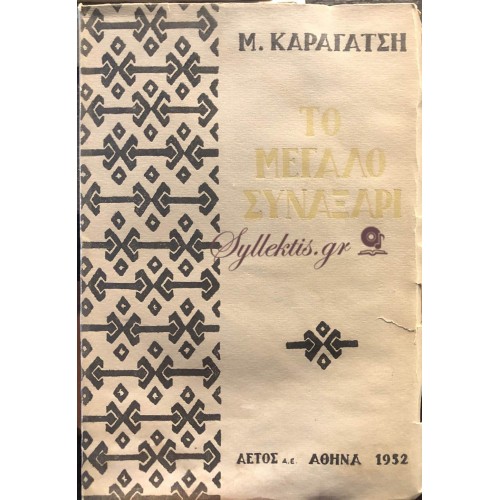 Μ. ΚΑΡΑΓΑΤΣΗ
ΤΟ
ΜΕΓΑΛΟ
ΣΥΝΑΞΑΡΙ
Syllektis.gr
ΑΕΤΟΣ Α.Ε. ΑΘΗΝΑ 1952